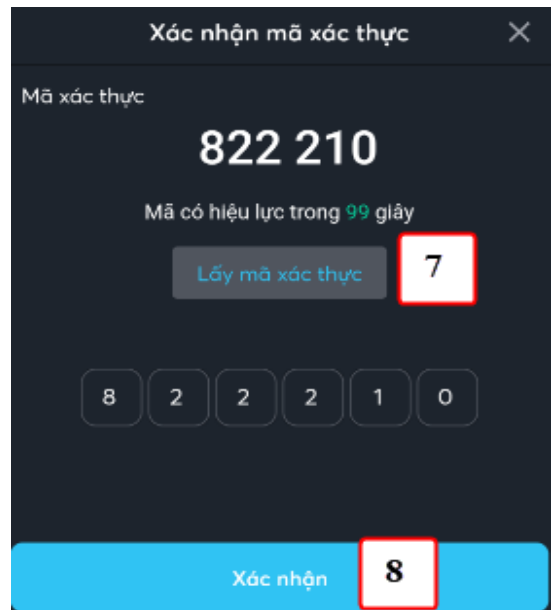 Xác nhận mã xác thực
Mã xác thực
822 210
Mã có hiệu lực trong 99 giây
Lấy mã xác thực 7
8 2 2 2 1 0
Xác nhận 8